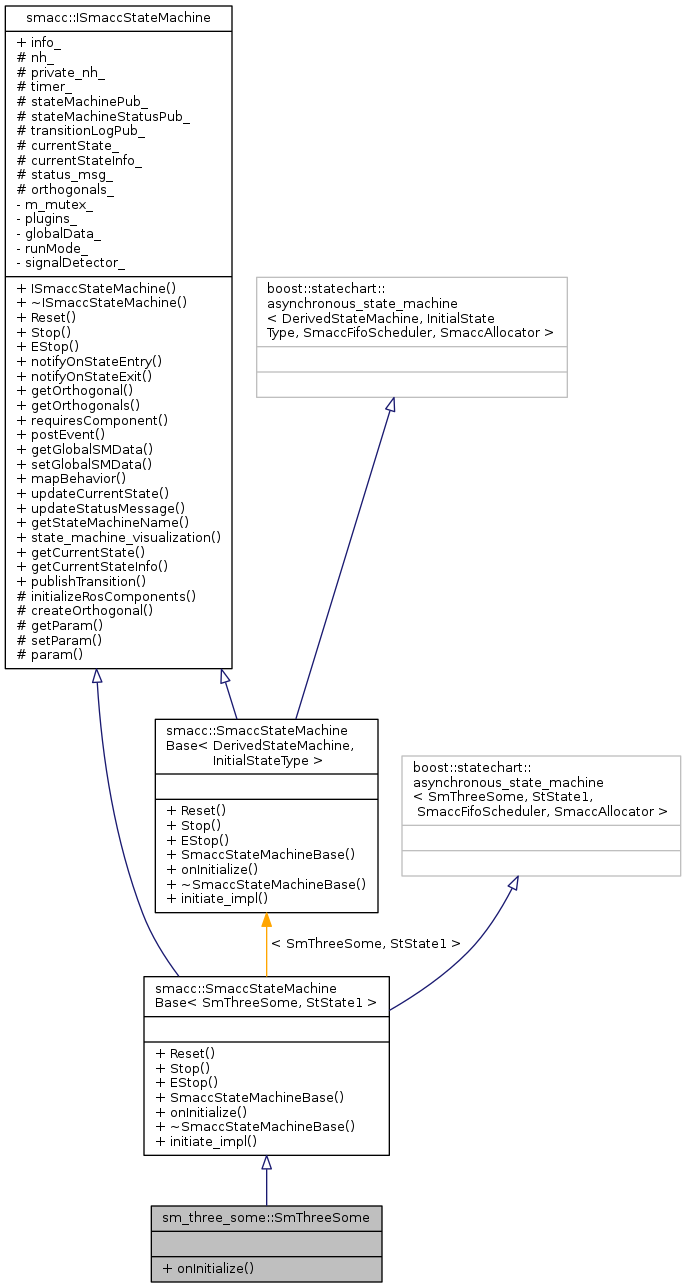 smacc::ISmaccStateMachine
+ info_
# nh_
# private_nh_
# timer_
# stateMachinePub_
# stateMachineStatusPub_
# transitionLogPub_
# currentState_
# currentStateInfo_
# status_msg_
# orthogonals_
- m_mutex_
- plugins_
- globalData_
- runMode_
- signalDetector_
+ ISmaccStateMachine()
+ ~ISmaccStateMachine()
+ Reset()
+ Stop()
+ EStop()
+ notifyOnStateEntry()
+ notifyOnStateExit()
+ getOrthogonal()
+ getOrthogonals()
+ requiresComponent()
+ postEvent()
+ getGlobalSMData()
+ setGlobalSMData()
+ mapBehavior()
+ updateCurrentState()
+ updateStatusMessage()
+ getStateMachineName()
+ state_machine_visualization()
+ getCurrentState()
+ getCurrentStateInfo()
+ publishTransition()
# initializeRosComponents()
# createOrthogonal()
# getParam()
# setParam()
# param()
boost::statechart::
asynchronous_state_machine
< DerivedStateMachine, InitialState
Type, SmaccFifoScheduler, SmaccAllocator >
smacc::SmaccStateMachine
Base< DerivedStateMachine,
InitialStateType >
+ Reset()
+ Stop()
+ EStop()
+ SmaccStateMachineBase()
+ onInitialize()
+ ~SmaccStateMachineBase()
+ initiate_impl()
boost::statechart::
asynchronous_state_machine
< SmThreeSome, StState1,
SmaccFifoScheduler, SmaccAllocator >
< SmThreeSome, StState1 >
smacc::SmaccStateMachine
Base< SmThreeSome, StState1 >
+ Reset()
+ Stop()
+ EStop()
+ SmaccStateMachineBase()
+ onInitialize()
+ ~SmaccStateMachineBase()
+ initiate_impl()
sm_three_some::SmThreeSome
+ onInitialize()